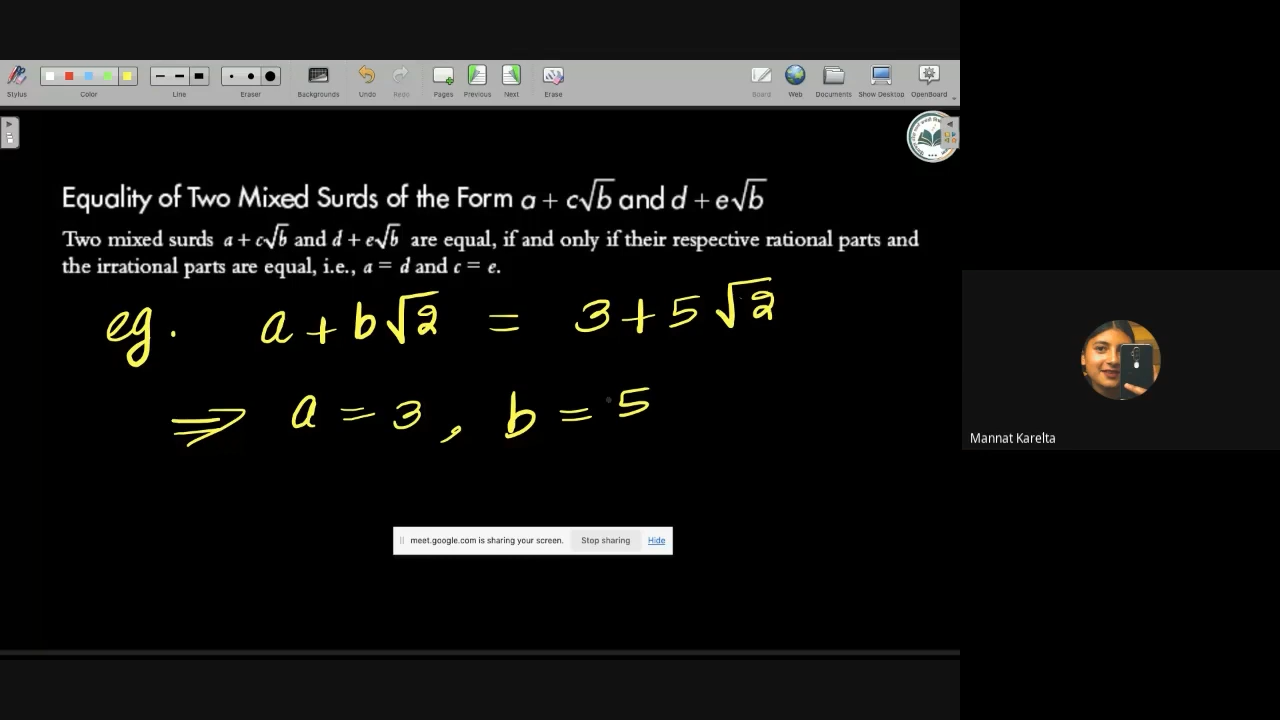 Stylus Color Line Eraser Backgrounds Undo Redo Pages Previous Next Erase Board Web Documents Show Desktop OpenBoard
Equality of Two Mixed Surds of the Form a + c√b and d + e√b
Two mixed surds a + c√b and d + e√b are equal, if and only if their respective rational parts and
the irrational parts are equal, i.e., a = d and c = e.
eg. a + b√2 = 3 + 5√2
⇒ a = 3 , b = 5
Mannat Karelta
meet.google.com is sharing your screen. Stop sharing Hide